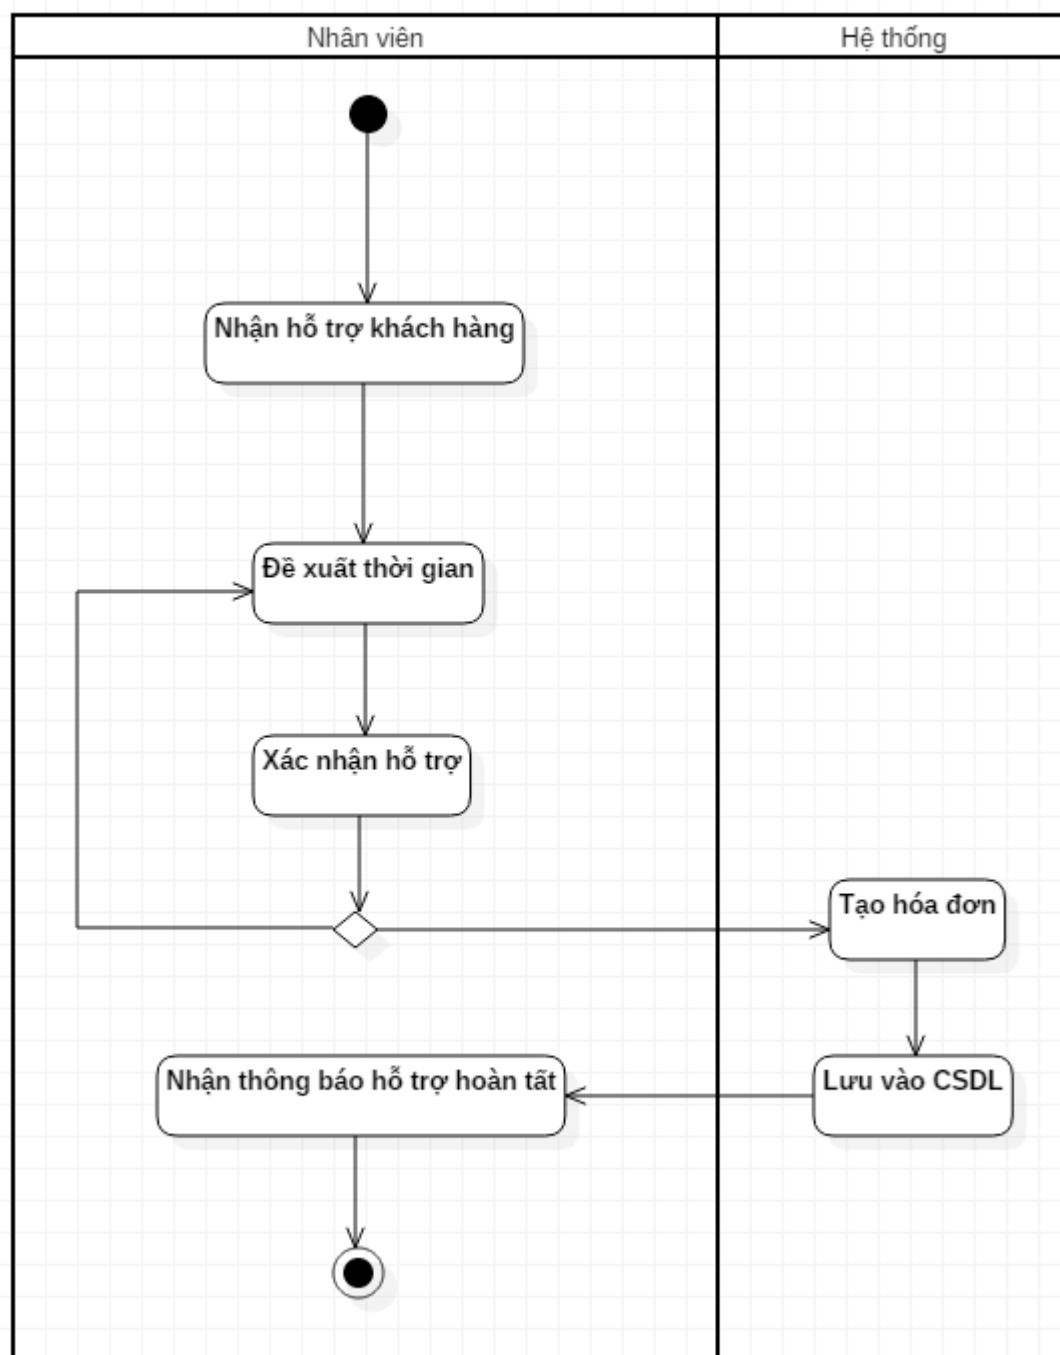 Nhân viên
Hệ thống
Nhận hỗ trợ khách hàng
Đề xuất thời gian
Xác nhận hỗ trợ
Tạo hóa đơn
Nhận thông báo hỗ trợ hoàn tất
Lưu vào CSDL